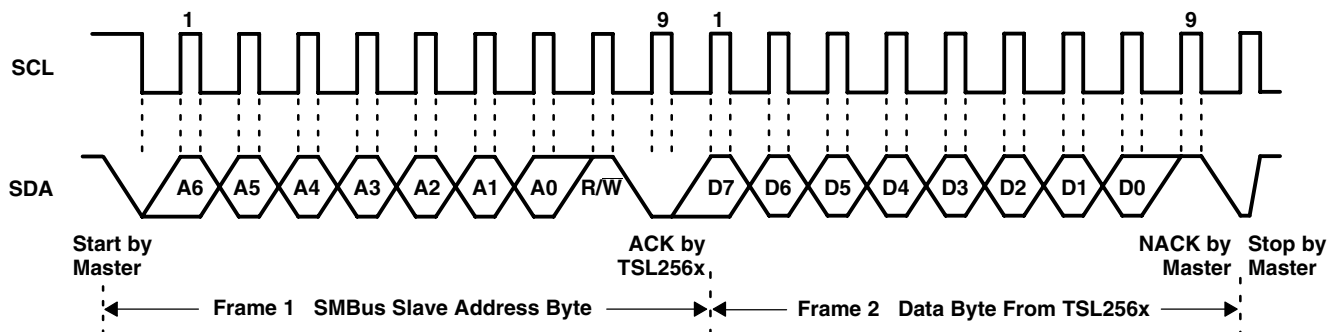 1 9 1 9
SCL
SDA A6 A5 A4 A3 A2 A1 A0 R/W̅ D7 D6 D5 D4 D3 D2 D1 D0
Start by Master
ACK by TSL256x
NACK by Master
Stop by Master
Frame 1 SMBus Slave Address Byte
Frame 2 Data Byte From TSL256x